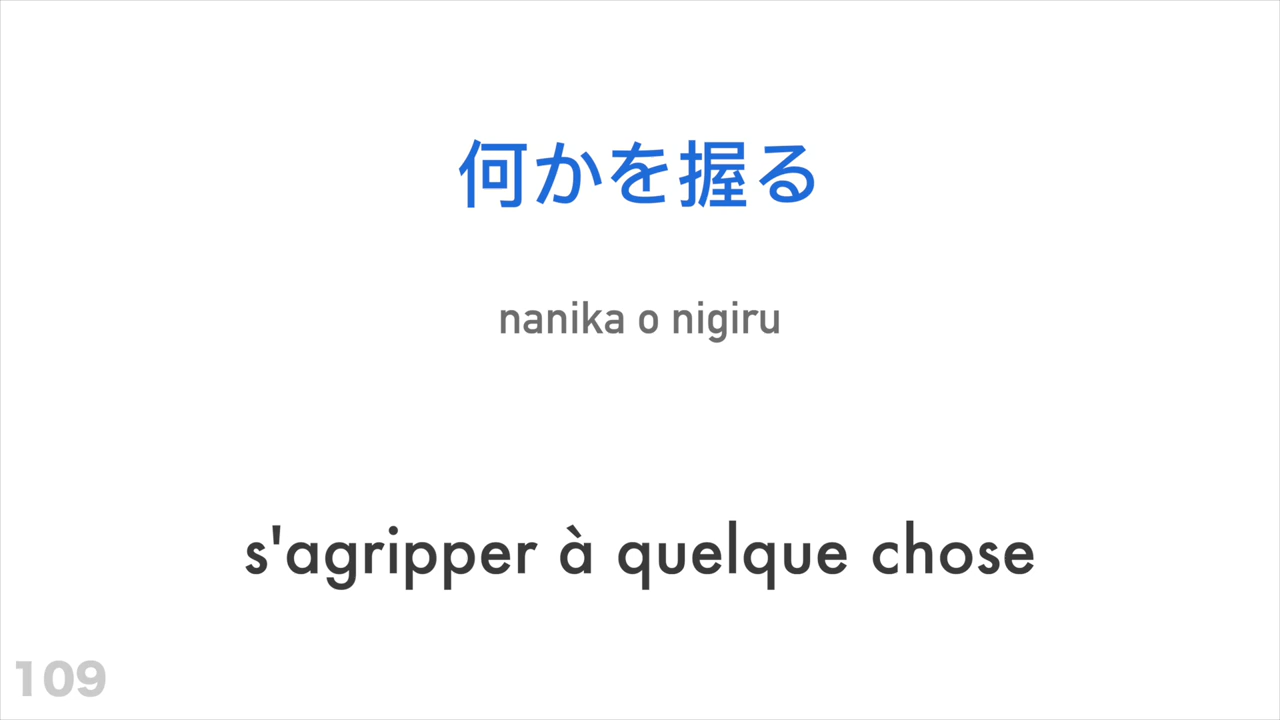 何かを握る
nanika o nigiru
s'agripper à quelque chose
109